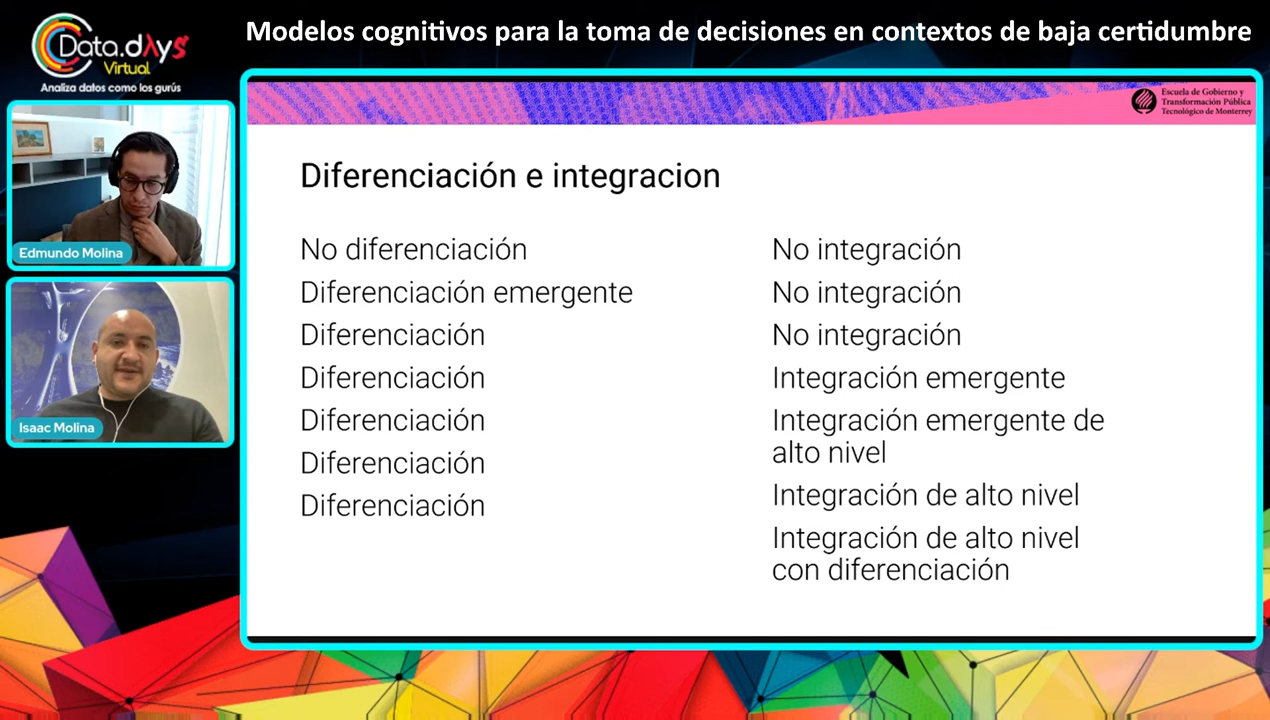 Modelos cognitivos para la toma de decisiones en contextos de baja certidumbre
Data.dλys
Virtual
Analiza datos como los gurús
Edmundo Molina
Isaac Molina
Escuela de Gobierno y
Transformación Pública
Tecnológico de Monterrey
Diferenciación e integracion
No diferenciación
Diferenciación emergente
Diferenciación
Diferenciación
Diferenciación
Diferenciación
Diferenciación
No integración
No integración
No integración
Integración emergente
Integración emergente de
alto nivel
Integración de alto nivel
Integración de alto nivel
con diferenciación